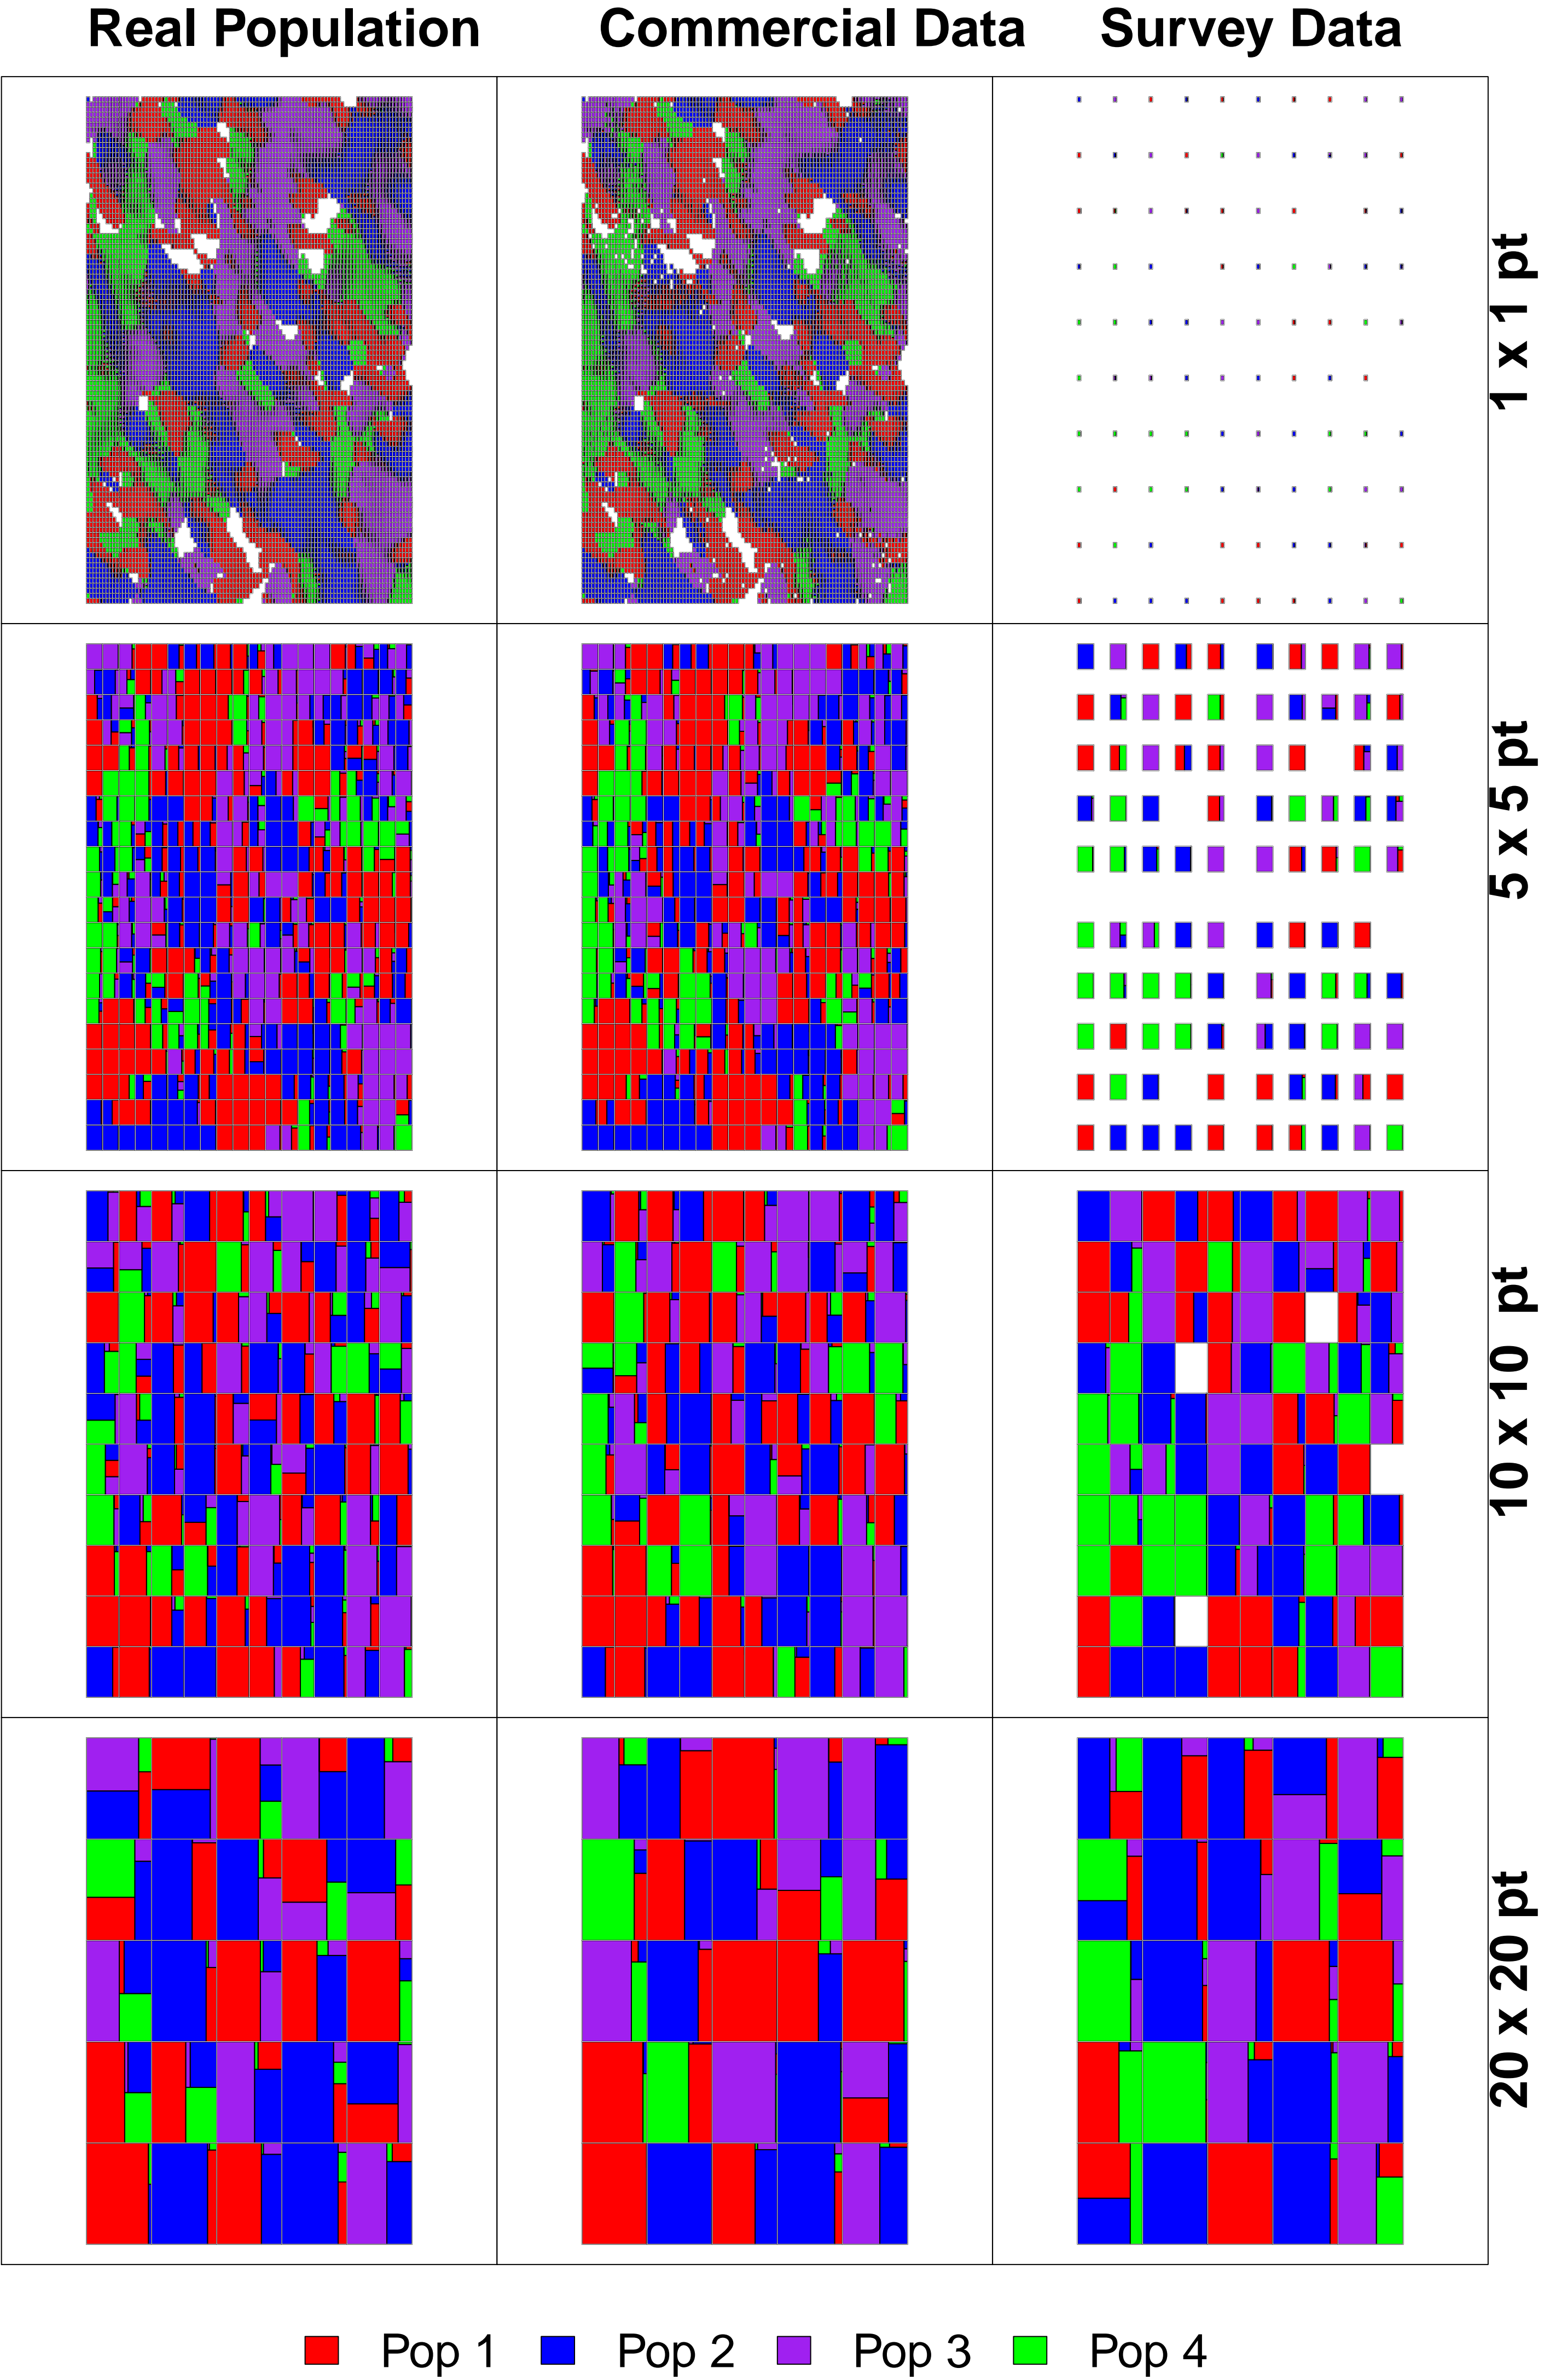 Real Population Commercial Data Survey Data
1 x 1 pt
5 x 5 pt
10 x 10 pt
20 x 20 pt
Pop 1 Pop 2 Pop 3 Pop 4